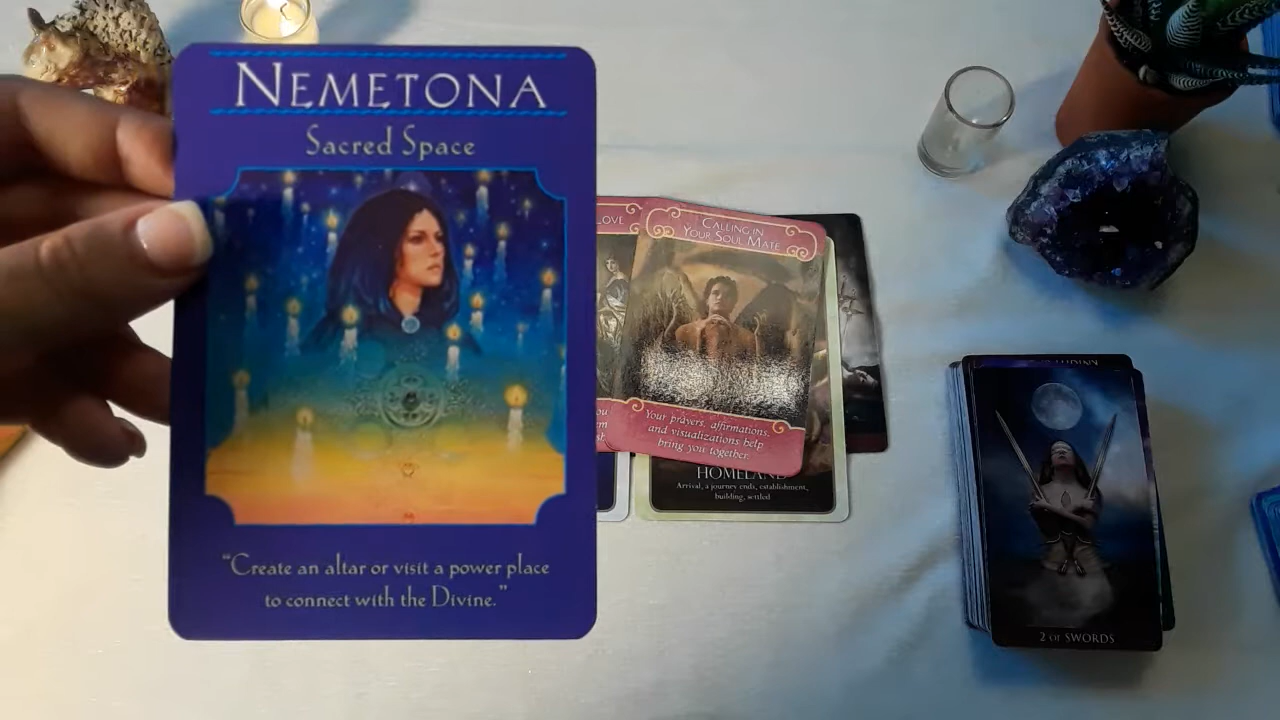 NEMETONA
Sacred Space
"Create an altar or visit a power place
to connect with the Divine."
LOVE
CALLING IN
YOUR SOUL MATE
Your prayers, affirmations,
and visualizations help
bring you together.
HOMELAND
Arrival, a journey ends, establishment,
building, settled
2 OF SWORDS